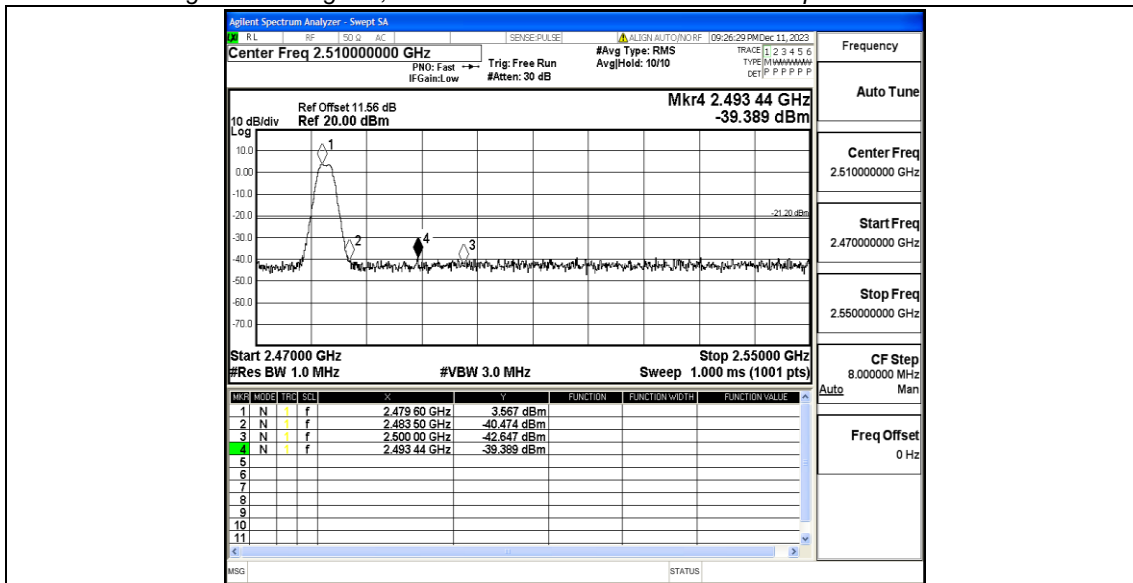 Agilent Spectrum Analyzer - Swept SA
RL RF 50 Ω AC SENSE:PULSE ALIGN AUTO/NO RF 09:26:29 PM Dec 11, 2023
Center Freq 2.510000000 GHz
PNO: Fast
IFGain:Low
Trig: Free Run
#Atten: 30 dB
#Avg Type: RMS
Avg|Hold: 10/10
TRACE 1 2 3 4 5 6
TYPE M
DET P P P P P P
Frequency
Auto Tune
Center Freq
2.510000000 GHz
Start Freq
2.470000000 GHz
Stop Freq
2.550000000 GHz
CF Step
8.000000 MHz
Auto Man
Freq Offset
0 Hz
Mkr4 2.493 44 GHz
-39.389 dBm
Ref Offset 11.56 dB
10 dB/div Ref 20.00 dBm
Log
10.0
0.00
-10.0
-20.0
-30.0
-40.0
-50.0
-60.0
-70.0
1
2
4
3
-21.20 dBm
Start 2.47000 GHz Stop 2.55000 GHz
#Res BW 1.0 MHz #VBW 3.0 MHz Sweep 1.000 ms (1001 pts)
MKR MODE TRC SCL X Y FUNCTION FUNCTION WIDTH FUNCTION VALUE
1 N 1 f 2.479 60 GHz 3.567 dBm
2 N 1 f 2.483 50 GHz -40.474 dBm
3 N 1 f 2.500 00 GHz -42.647 dBm
4 N 1 f 2.493 44 GHz -39.389 dBm
5
6
7
8
9
10
11
MSG STATUS